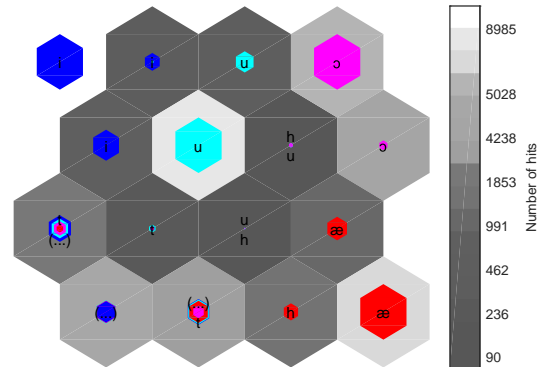 u
ɔ
u
h
u
ɔ
t
(...)
t
u
h
æ
(...)
(...)
t
h
æ
8985
5028
4238
1853
991
462
236
90
Number of hits